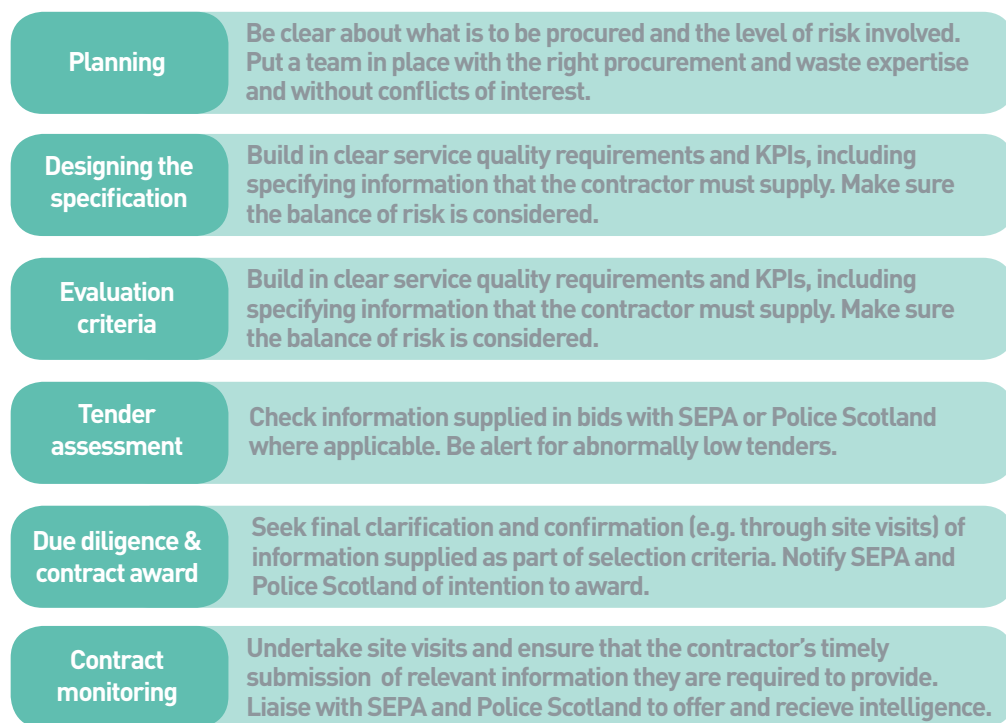 Planning
Be clear about what is to be procured and the level of risk involved.
Put a team in place with the right procurement and waste expertise
and without conflicts of interest.
Designing the
specification
Build in clear service quality requirements and KPIs, including
specifying information that the contractor must supply. Make sure
the balance of risk is considered.
Evaluation
criteria
Build in clear service quality requirements and KPIs, including
specifying information that the contractor must supply. Make sure
the balance of risk is considered.
Tender
assessment
Check information supplied in bids with SEPA or Police Scotland
where applicable. Be alert for abnormally low tenders.
Due diligence &
contract award
Seek final clarification and confirmation (e.g. through site visits) of
information supplied as part of selection criteria. Notify SEPA and
Police Scotland of intention to award.
Contract
monitoring
Undertake site visits and ensure that the contractor's timely
submission of relevant information they are required to provide.
Liaise with SEPA and Police Scotland to offer and recieve intelligence.